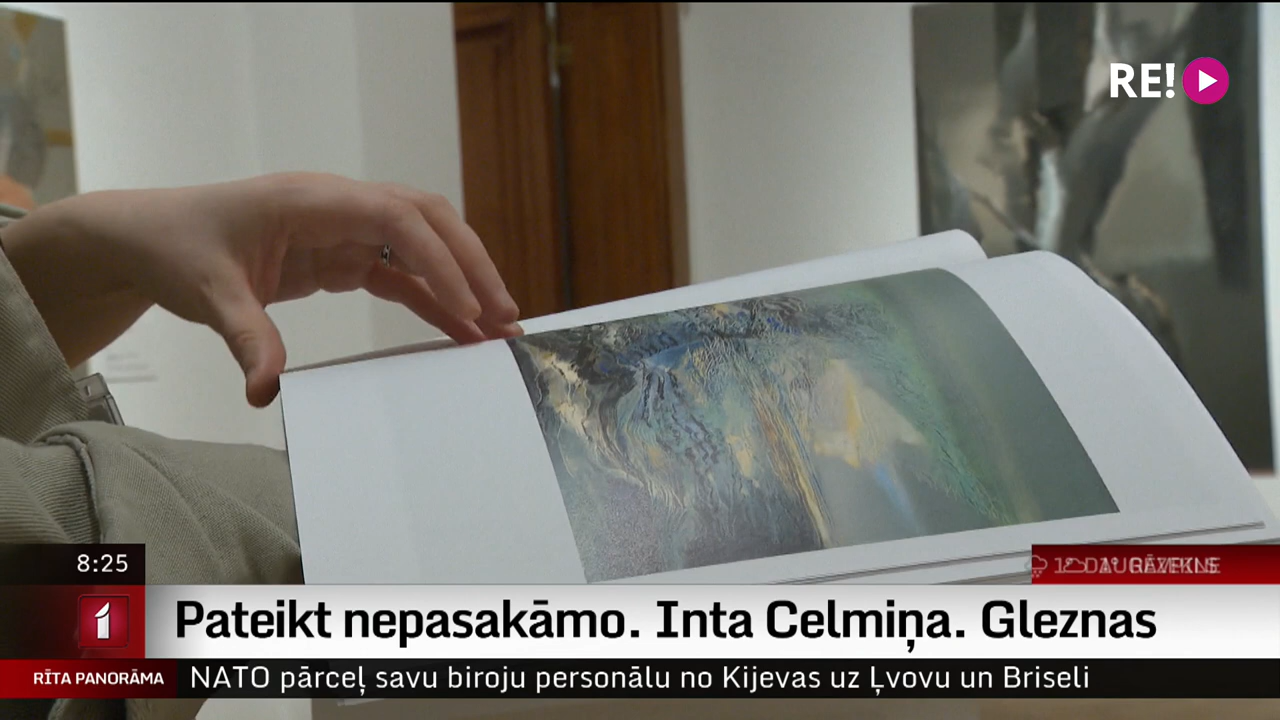 RE!
8:25
1
Pateikt nepasakāmo. Inta Celmiņa. Gleznas
RĪTA PANORĀMA
NATO pārceļ savu biroju personālu no Kijevas uz Ļvovu un Briseli